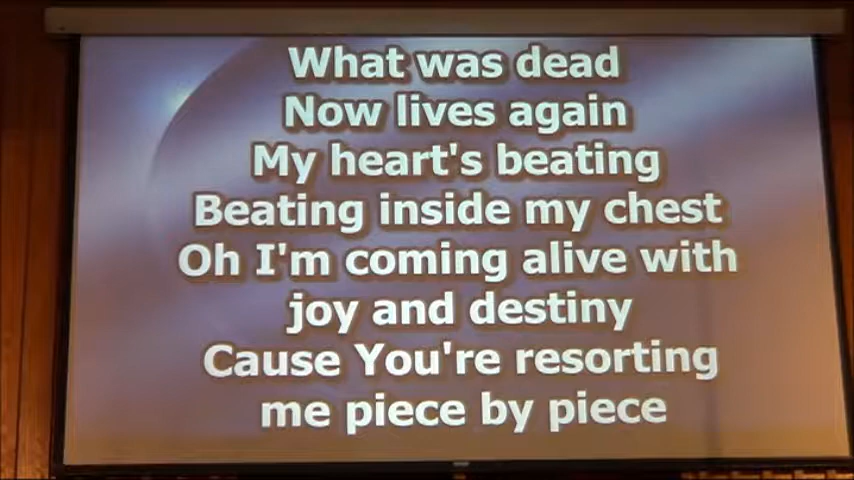 What was dead
Now lives again
My heart's beating
Beating inside my chest
Oh I'm coming alive with
joy and destiny
Cause You're resorting
me piece by piece